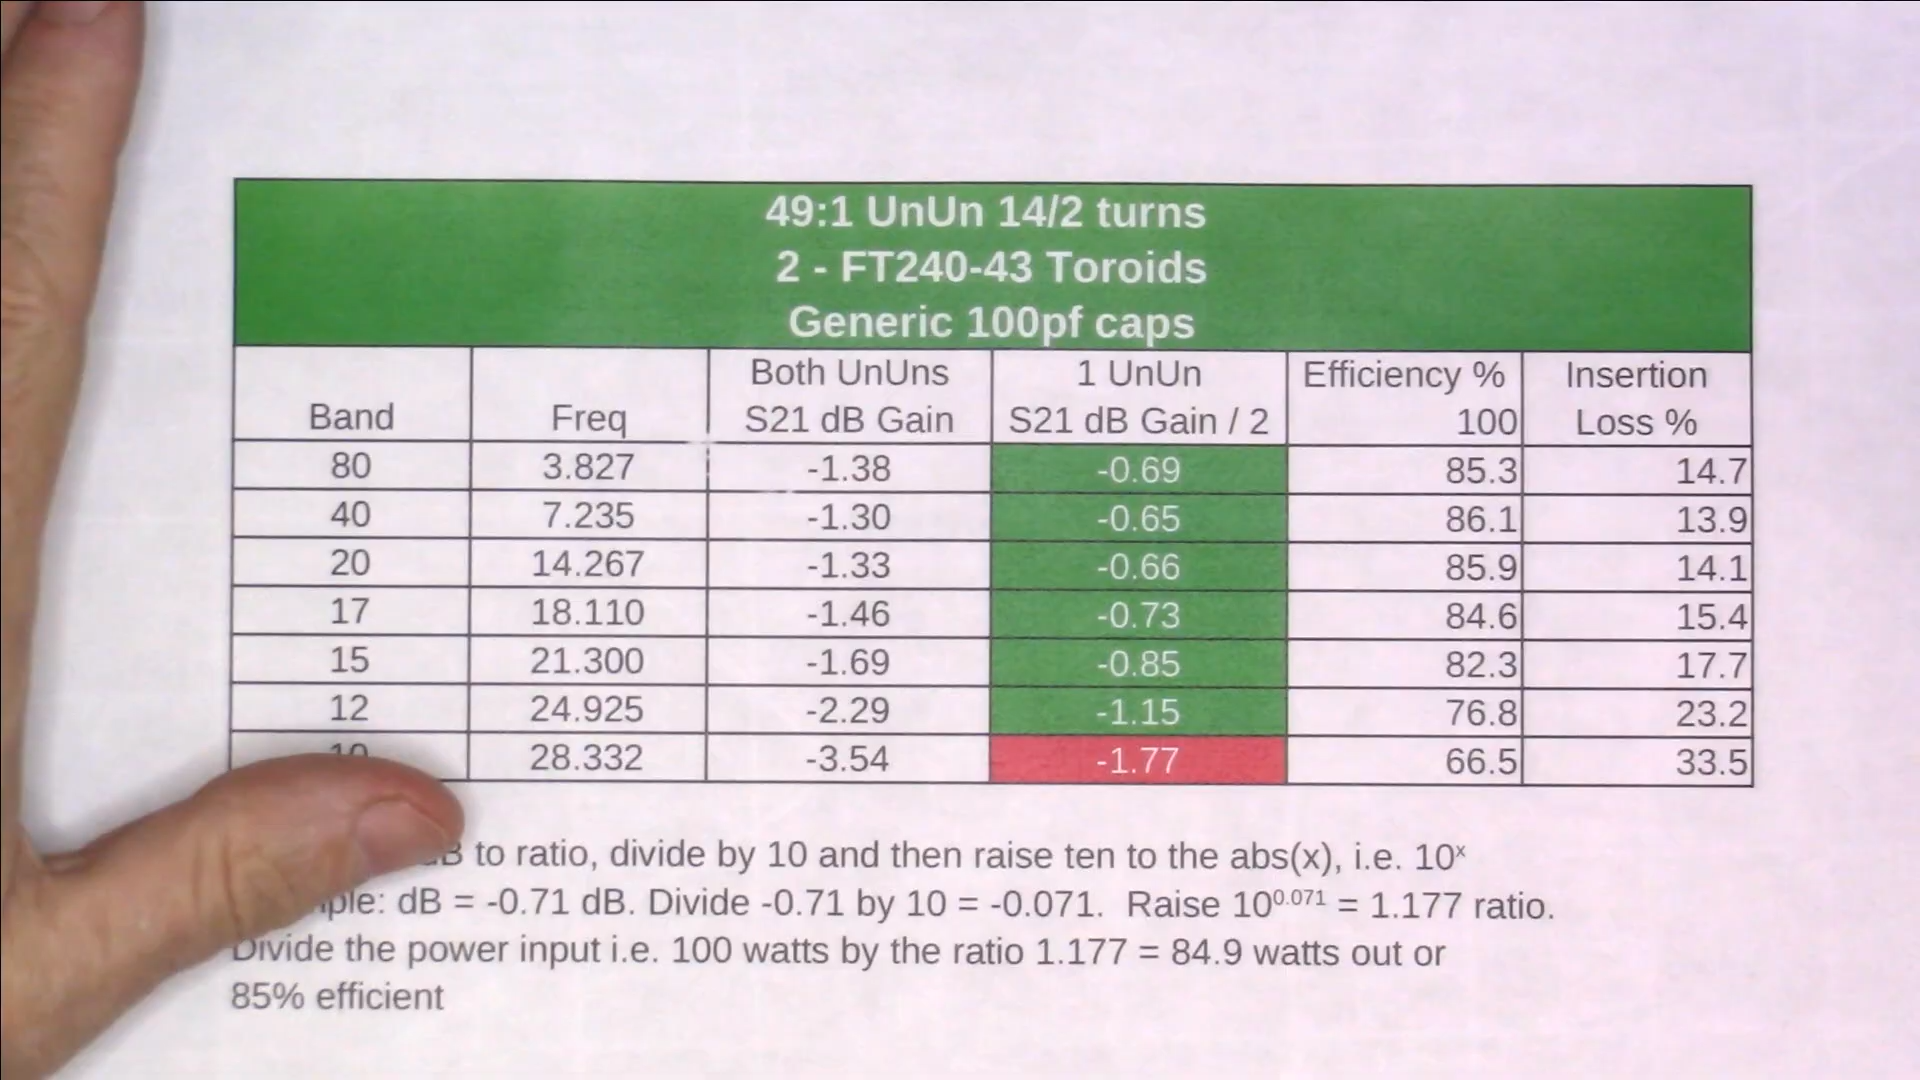 49:1 UnUn 14/2 turns
2 - FT240-43 Toroids
Generic 100pf caps
Band Freq Both UnUns S21 dB Gain 1 UnUn S21 dB Gain / 2 Efficiency % 100 Insertion Loss %
80 3.827 -1.38 -0.69 85.3 14.7
40 7.235 -1.30 -0.65 86.1 13.9
20 14.267 -1.33 -0.66 85.9 14.1
17 18.110 -1.46 -0.73 84.6 15.4
15 21.300 -1.69 -0.85 82.3 17.7
12 24.925 -2.29 -1.15 76.8 23.2
10 28.332 -3.54 -1.77 66.5 33.5
to ratio, divide by 10 and then raise ten to the abs(x), i.e. 10ˣ
dB = -0.71 dB. Divide -0.71 by 10 = -0.071. Raise 10⁰·⁰⁷¹ = 1.177 ratio.
Divide the power input i.e. 100 watts by the ratio 1.177 = 84.9 watts out or
85% efficient